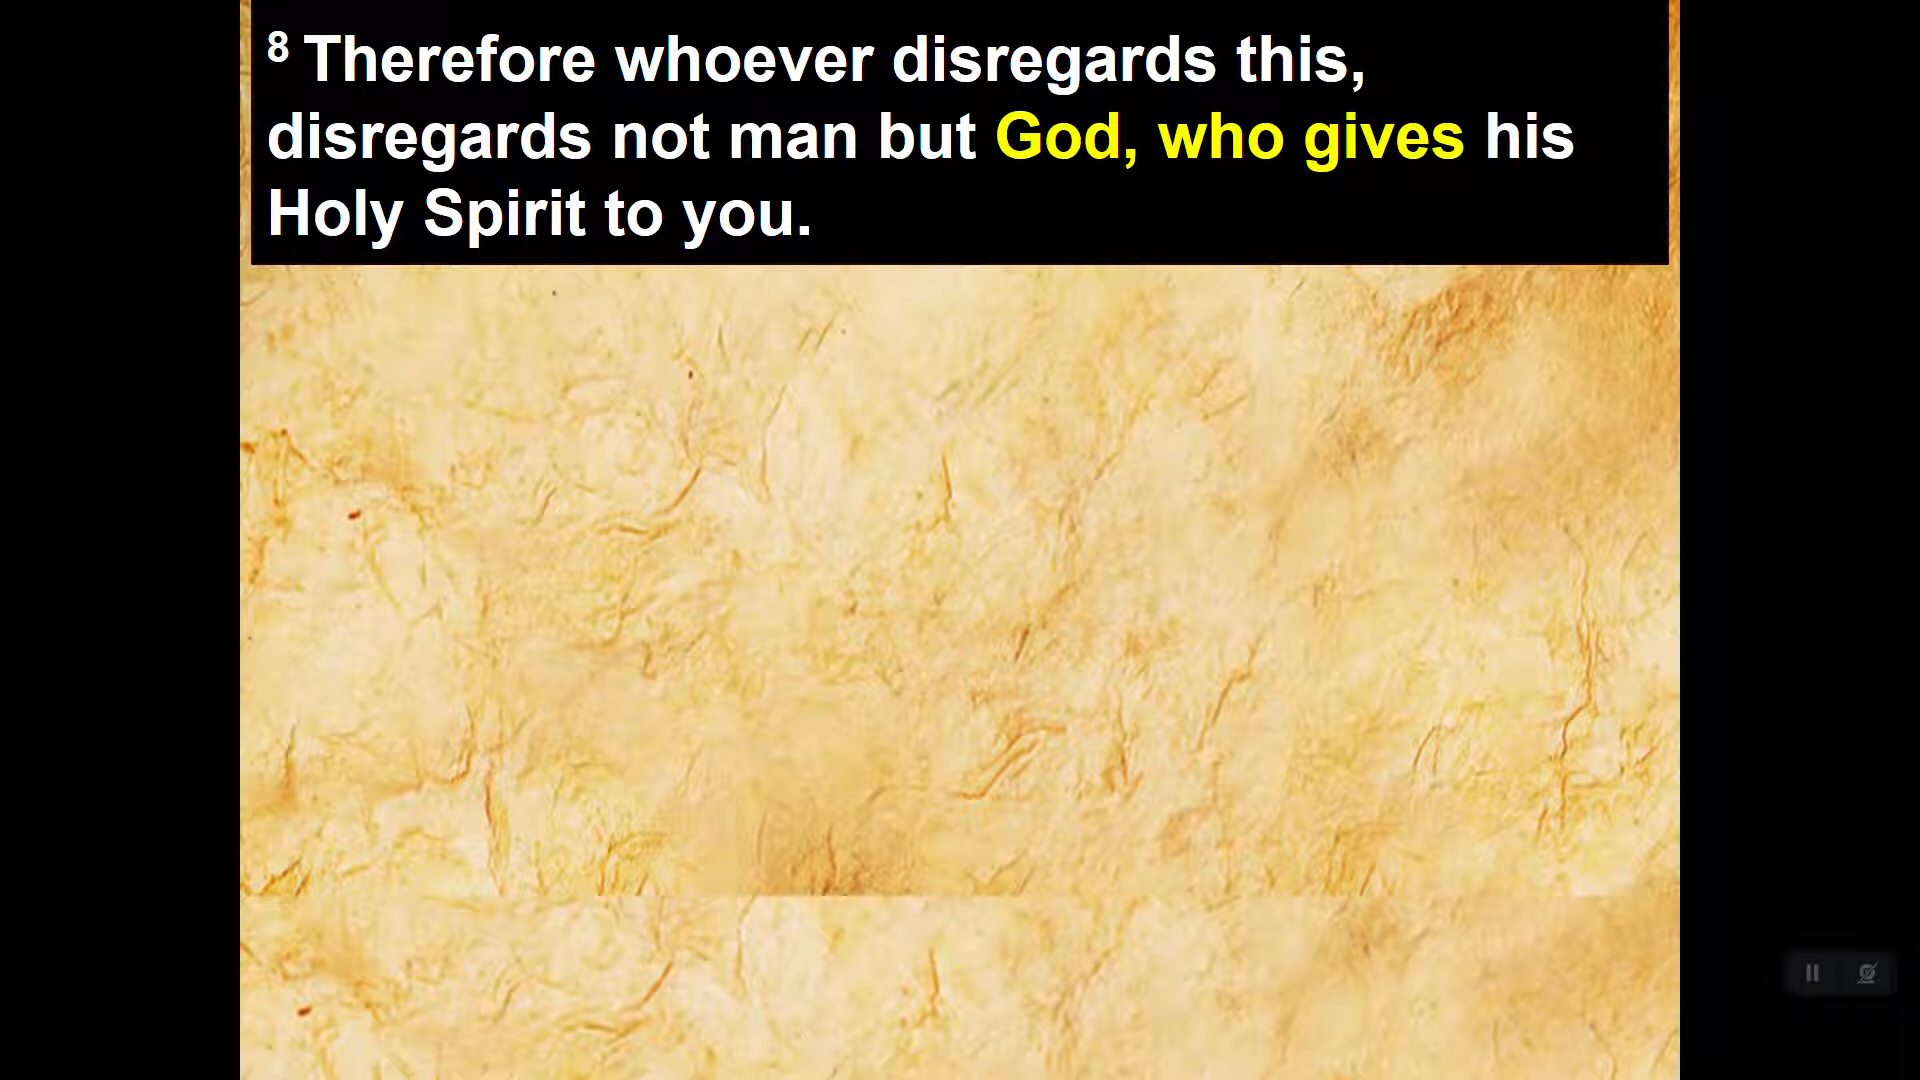 8 Therefore whoever disregards this,
disregards not man but God, who gives his
Holy Spirit to you.